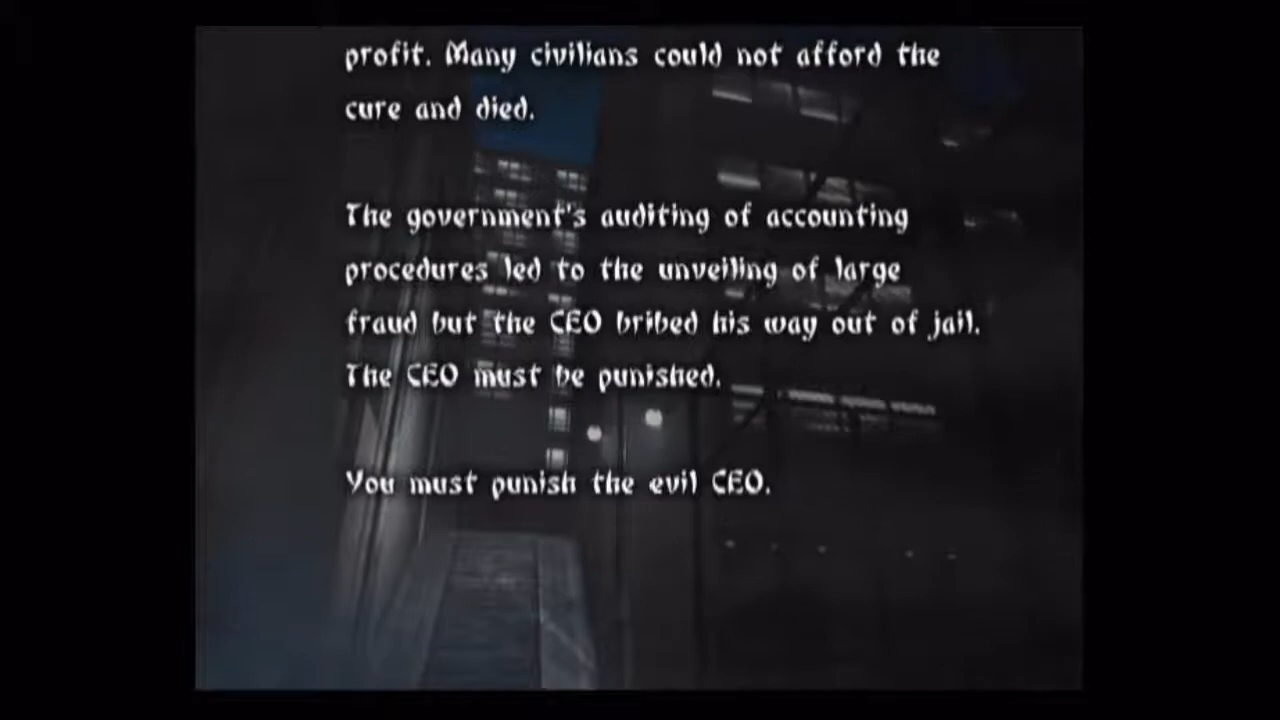 profit. Many civilians could not afford the
cure and died.
The government's auditing of accounting
procedures led to the unveiling of large
fraud but the CEO bribed his way out of jail.
The CEO must be punished.
You must punish the evil CEO.